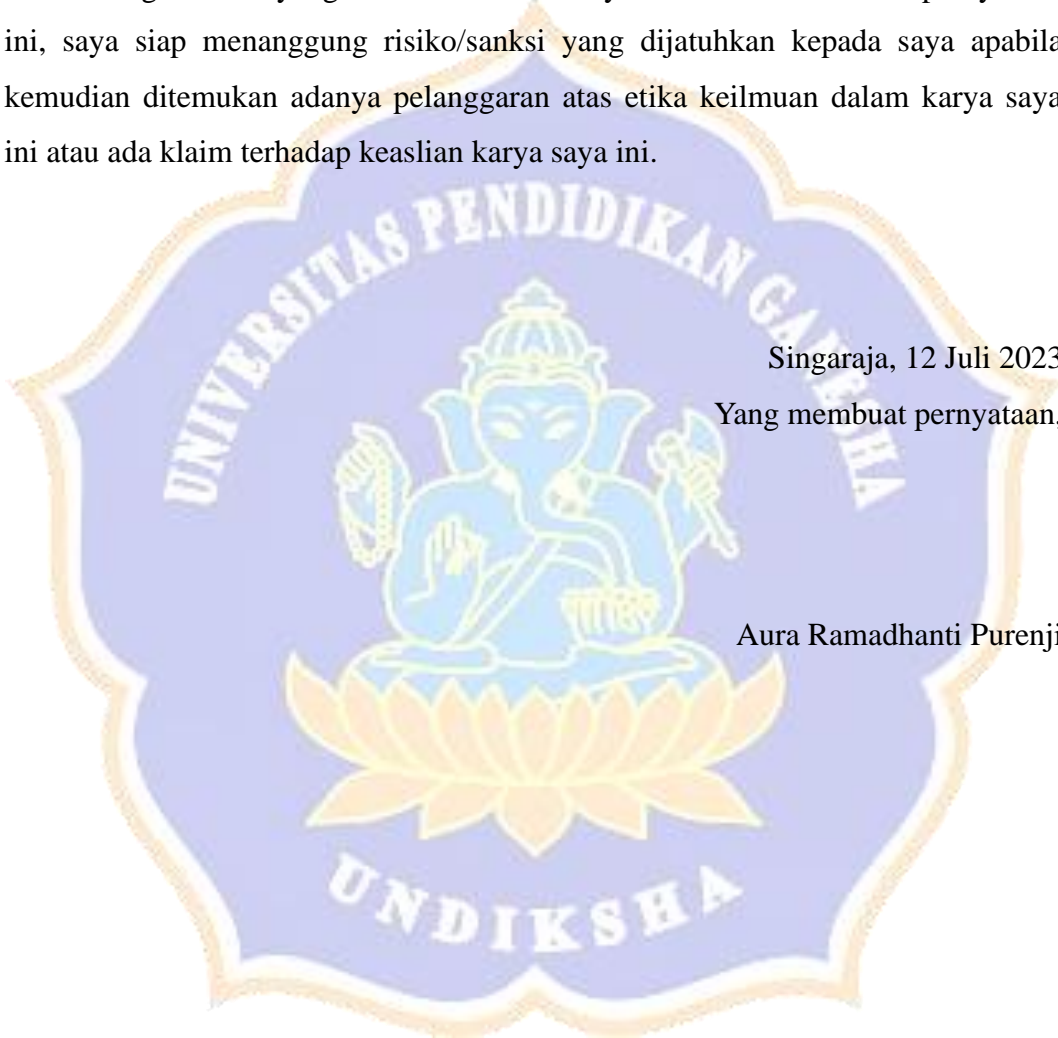 ini, saya siap menanggung risiko/sanksi yang dijatuhkan kepada saya apabila
kemudian ditemukan adanya pelanggaran atas etika keilmuan dalam karya saya
ini atau ada klaim terhadap keaslian karya saya ini.
UNIVERSITAS PENDIDIKAN GANESHA
Singaraja, 12 Juli 2023
Yang membuat pernyataan,
Aura Ramadhanti Purenji
UNDIKSHA